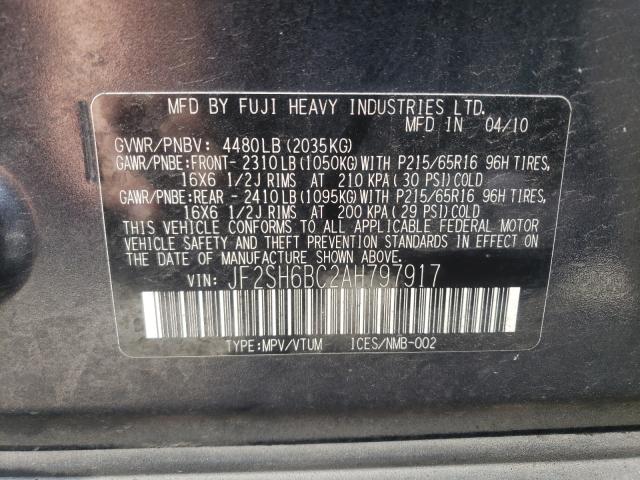 MFD BY FUJI HEAVY INDUSTRIES LTD.
MFD IN 04/10
GVWR/PNBV: 4480LB(2035KG)
GAWR/PNBE:FRONT- 2310LB(1050KG)WITH P215/65R16 96H TIRES,
16X6 1/2J RIMS AT 210 KPA(30 PSI)COLD
GAWR/PNBE:REAR - 2410LB(1095KG)WITH P215/65R16 96H TIRES,
16X6 1/2J RIMS AT 200 KPA(29 PSI)COLD
THIS VEHICLE CONFORMS TO ALL APPLICABLE FEDERAL MOTOR
VEHICLE SAFETY AND THEFT PREVENTION STANDARDS IN EFFECT
ON THE DATE OF MANUFACTURE SHOWN ABOVE.
VIN: JF2SH6BC2AH797917
TYPE:MPV/VTUM ICES/NMB-002